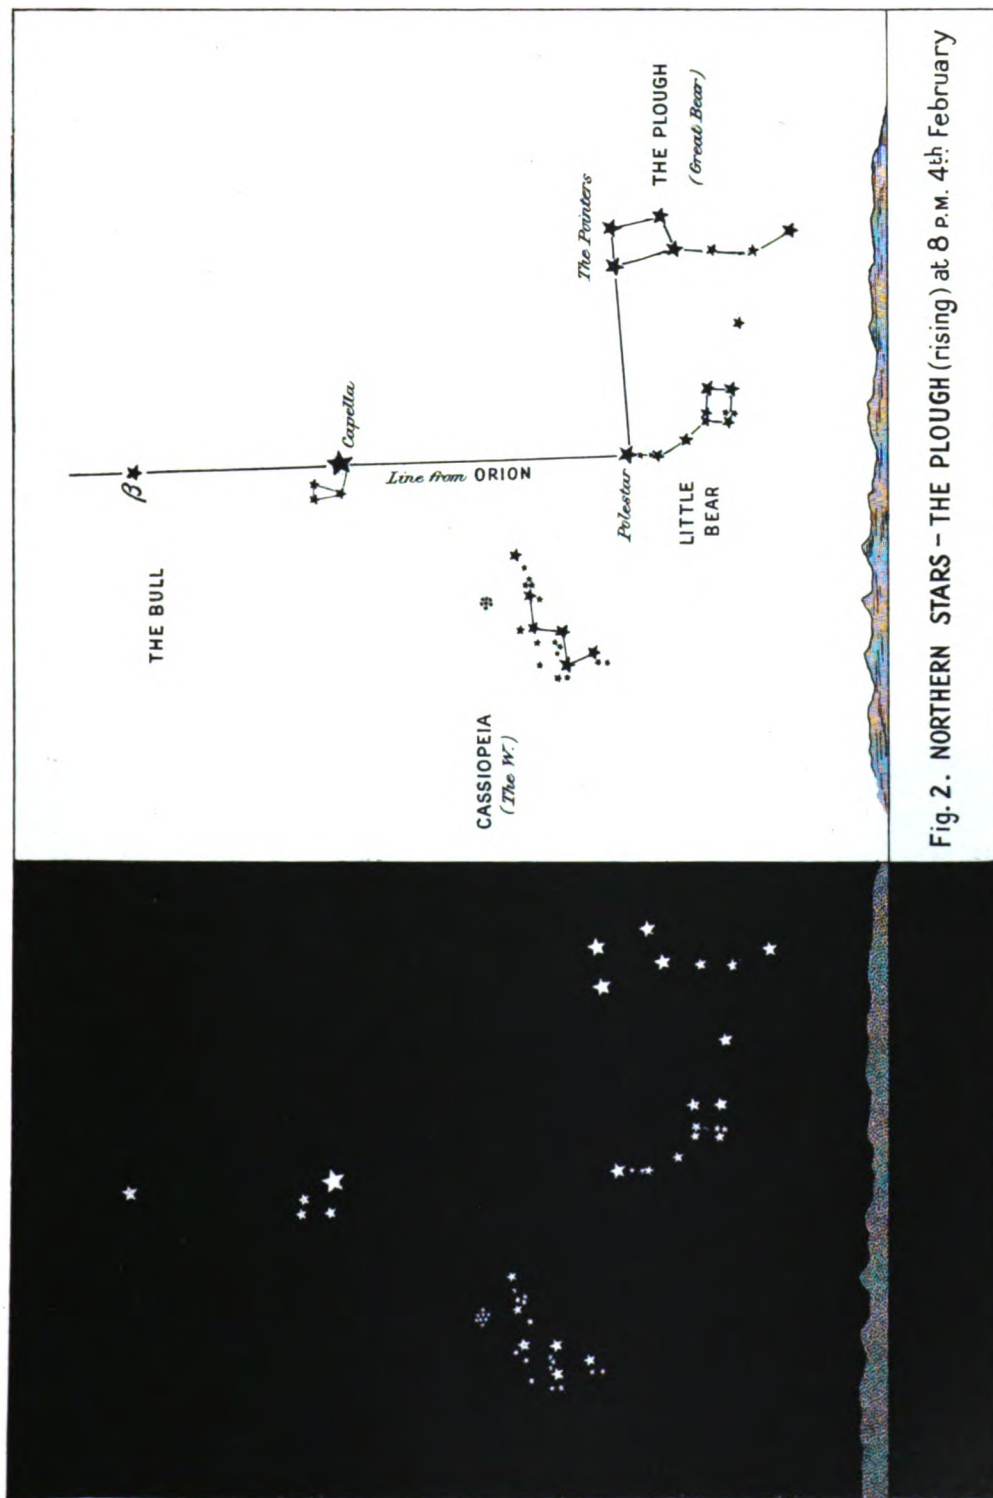 THE BULL
β
Capella
Line from ORION
CASSIOPEIA
(The W.)
Polestar
LITTLE
BEAR
The Pointers
THE PLOUGH
(Great Bear)
Fig. 2. NORTHERN STARS – THE PLOUGH (rising) at 8 P.M. 4th February